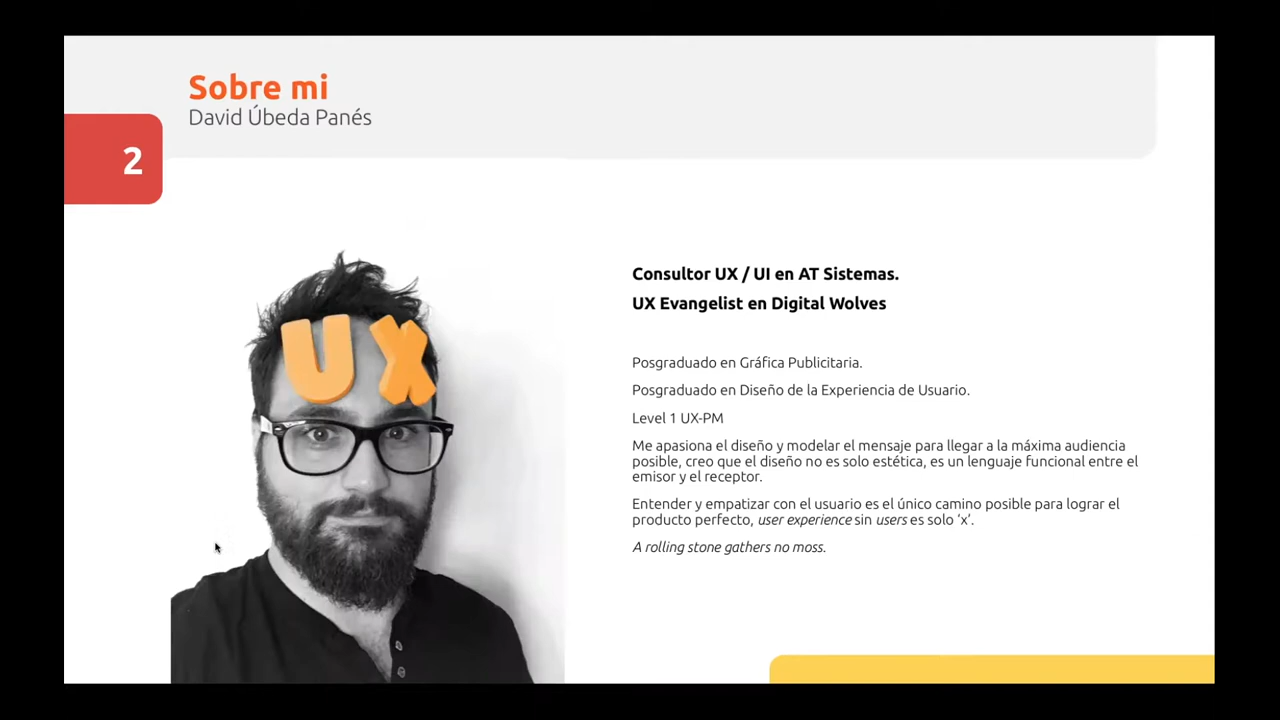 Sobre mi
David Úbeda Panés
2
UX
Consultor UX / UI en AT Sistemas.
UX Evangelist en Digital Wolves
Posgraduado en Gráfica Publicitaria.
Posgraduado en Diseño de la Experiencia de Usuario.
Level 1 UX-PM
Me apasiona el diseño y modelar el mensaje para llegar a la máxima audiencia
posible, creo que el diseño no es solo estética, es un lenguaje funcional entre el
emisor y el receptor.
Entender y empatizar con el usuario es el único camino posible para lograr el
producto perfecto, user experience sin users es solo ‘x’.
A rolling stone gathers no moss.